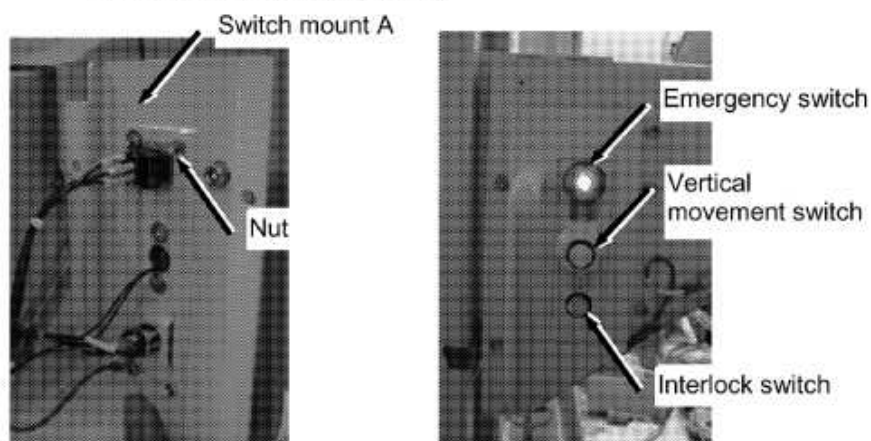 Switch mount A
Nut
Emergency switch
Vertical
movement switch
Interlock switch